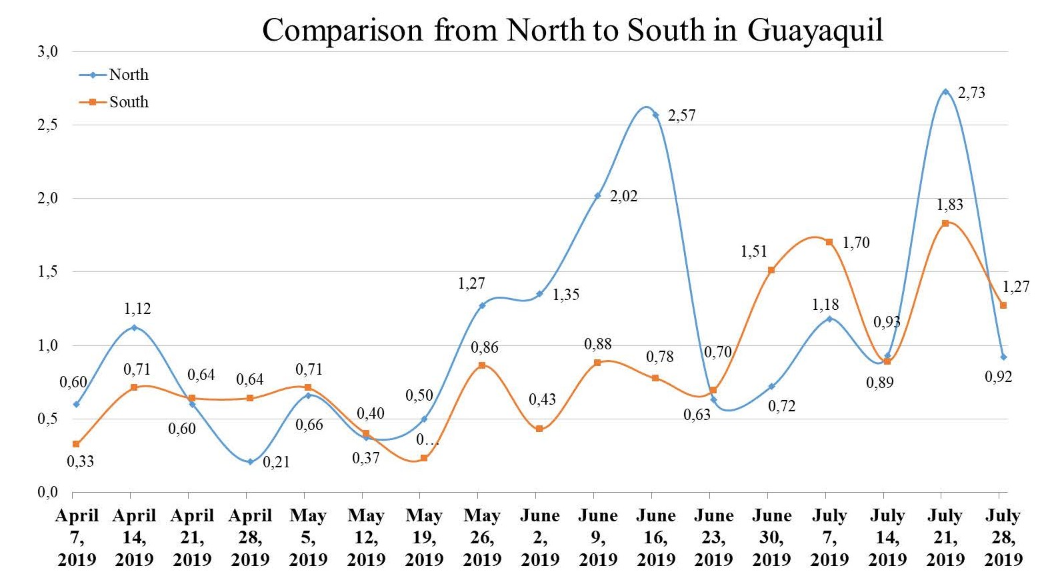 Comparison from North to South in Guayaquil
3,0
North
South
2,5
2,0
1,5
1,0
0,5
0,0
0,60
1,12
0,60
0,21
0,66
0,37
0,50
1,27
1,35
2,02
2,57
0,63
0,72
1,18
0,93
2,73
0,92
0,33
0,71
0,64
0,64
0,71
0,40
0...
0,86
0,43
0,88
0,78
0,70
1,51
1,70
0,89
1,83
1,27
April 7, 2019
April 14, 2019
April 21, 2019
April 28, 2019
May 5, 2019
May 12, 2019
May 19, 2019
May 26, 2019
June 2, 2019
June 9, 2019
June 16, 2019
June 23, 2019
June 30, 2019
July 7, 2019
July 14, 2019
July 21, 2019
July 28, 2019